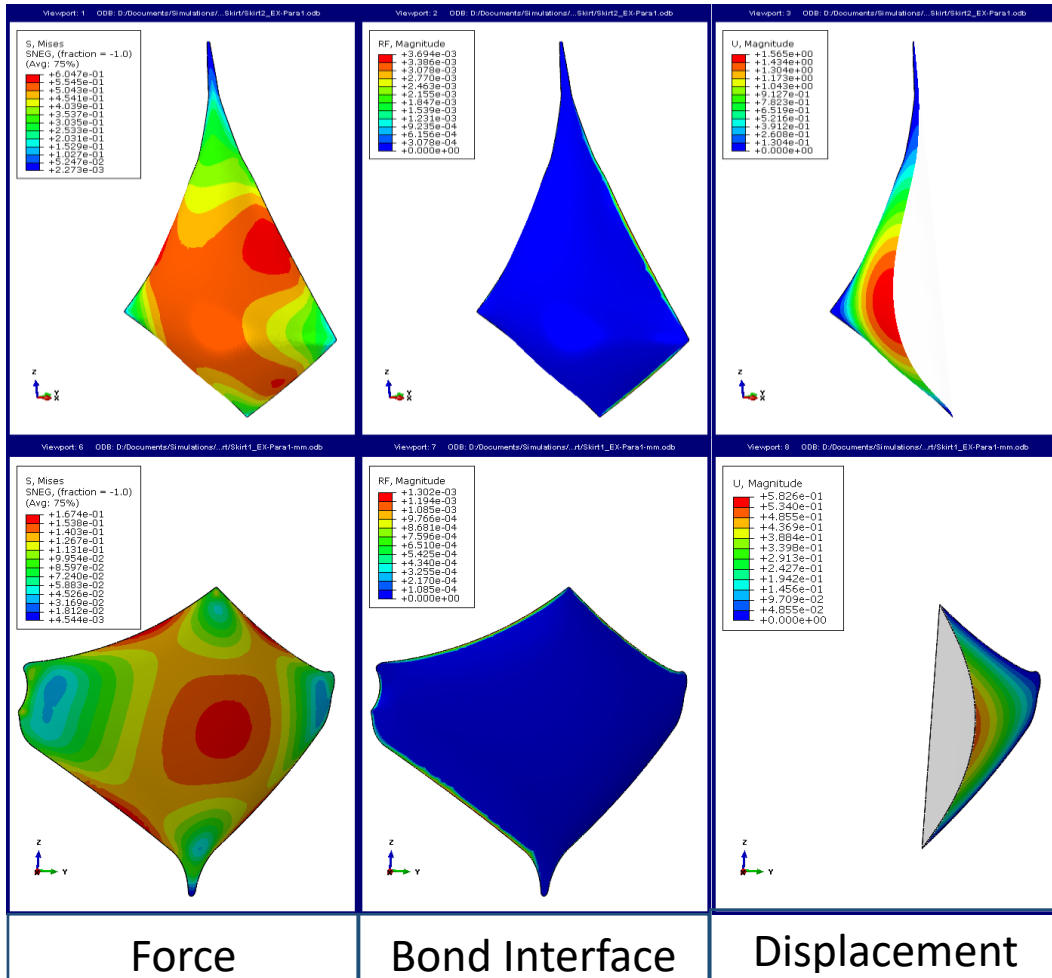 Viewport: 1 ODB: D:/Documents/Simulations/...Skirt/Skirt2_EX-Para1.odb
S, Mises
SNEG, (fraction = -1.0)
(Avg: 75%)
+6.047e-01
+5.545e-01
+5.043e-01
+4.541e-01
+4.039e-01
+3.537e-01
+3.035e-01
+2.533e-01
+2.031e-01
+1.529e-01
+1.027e-01
+5.247e-02
+2.273e-03
Z
Y
X
Viewport: 2 ODB: D:/Documents/Simulations/...Skirt/Skirt2_EX-Para1.odb
RF, Magnitude
+3.694e-03
+3.386e-03
+3.078e-03
+2.770e-03
+2.463e-03
+2.155e-03
+1.847e-03
+1.539e-03
+1.231e-03
+9.235e-04
+6.156e-04
+3.078e-04
+0.000e+00
Z
Y
X
Viewport: 3 ODB: D:/Documents/Simulations/...Skirt/Skirt2_EX-Para1.odb
U, Magnitude
+1.565e+00
+1.434e+00
+1.304e+00
+1.173e+00
+1.043e+00
+9.127e-01
+7.823e-01
+6.519e-01
+5.216e-01
+3.912e-01
+2.608e-01
+1.304e-01
+0.000e+00
Z
Y
X
Viewport: 6 ODB: D:/Documents/Simulations/...rt/Skirt1_EX-Para1-mm.odb
S, Mises
SNEG, (fraction = -1.0)
(Avg: 75%)
+1.674e-01
+1.538e-01
+1.403e-01
+1.267e-01
+1.131e-01
+9.954e-02
+8.597e-02
+7.240e-02
+5.883e-02
+4.526e-02
+3.169e-02
+1.812e-02
+4.544e-03
Z
Y
Viewport: 7 ODB: D:/Documents/Simulations/...rt/Skirt1_EX-Para1-mm.odb
RF, Magnitude
+1.302e-03
+1.194e-03
+1.085e-03
+9.766e-04
+8.681e-04
+7.596e-04
+6.510e-04
+5.425e-04
+4.340e-04
+3.255e-04
+2.170e-04
+1.085e-04
+0.000e+00
Z
Y
Viewport: 8 ODB: D:/Documents/Simulations/...rt/Skirt1_EX-Para1-mm.odb
U, Magnitude
+5.826e-01
+5.340e-01
+4.855e-01
+4.369e-01
+3.884e-01
+3.398e-01
+2.913e-01
+2.427e-01
+1.942e-01
+1.456e-01
+9.709e-02
+4.855e-02
+0.000e+00
Z
Y
Force
Bond Interface
Displacement